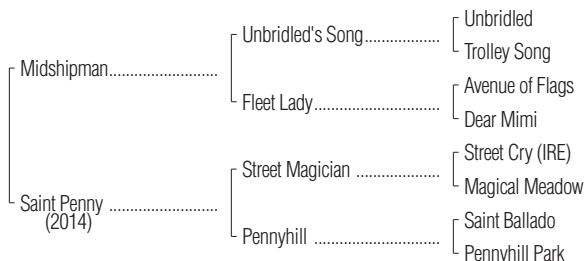 Unbridled
Unbridled's Song
Trolley Song
Midshipman
Avenue of Flags
Fleet Lady
Dear Mimi
Street Cry (IRE)
Street Magician
Magical Meadow
Saint Penny
(2014)
Saint Ballado
Pennyhill
Pennyhill Park